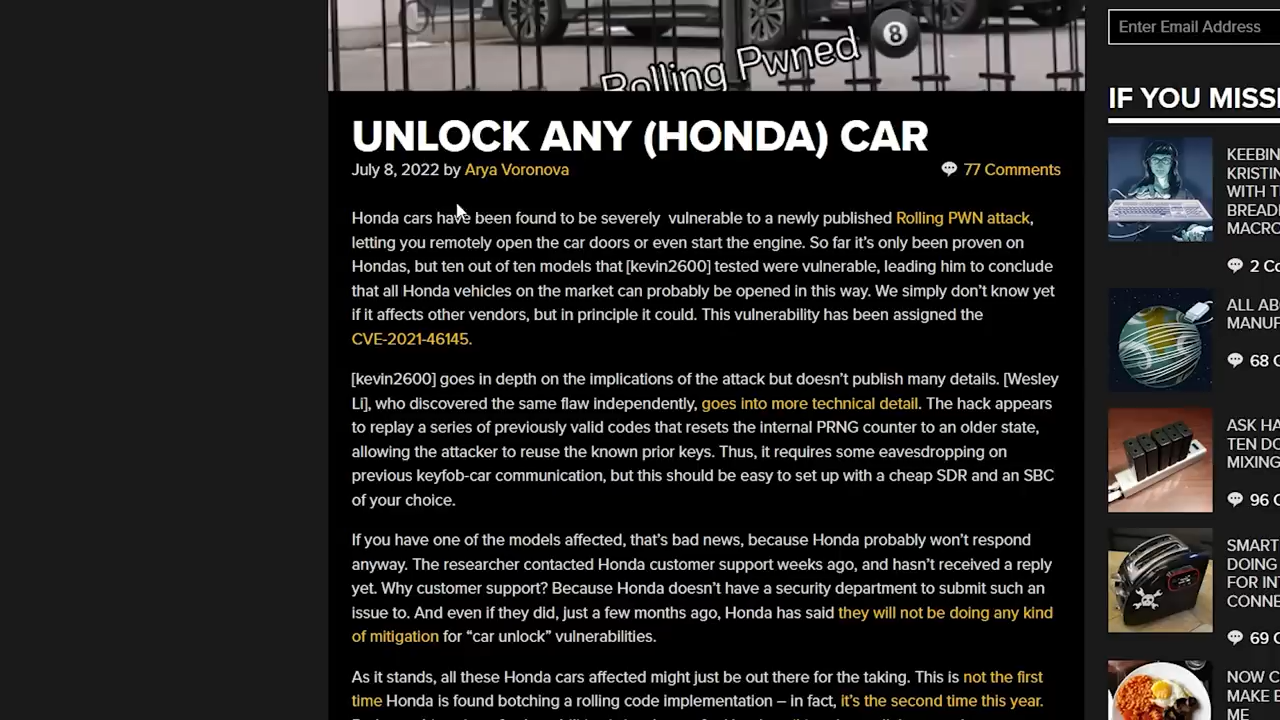 Rolling Pwned
8
Enter Email Address
UNLOCK ANY (HONDA) CAR
July 8, 2022 by Arya Voronova
77 Comments
Honda cars have been found to be severely vulnerable to a newly published Rolling PWN attack,
letting you remotely open the car doors or even start the engine. So far it’s only been proven on
Hondas, but ten out of ten models that [kevin2600] tested were vulnerable, leading him to conclude
that all Honda vehicles on the market can probably be opened in this way. We simply don’t know yet
if it affects other vendors, but in principle it could. This vulnerability has been assigned the
CVE-2021-46145.
[kevin2600] goes in depth on the implications of the attack but doesn’t publish many details. [Wesley
Li], who discovered the same flaw independently, goes into more technical detail. The hack appears
to replay a series of previously valid codes that resets the internal PRNG counter to an older state,
allowing the attacker to reuse the known prior keys. Thus, it requires some eavesdropping on
previous keyfob-car communication, but this should be easy to set up with a cheap SDR and an SBC
of your choice.
If you have one of the models affected, that’s bad news, because Honda probably won’t respond
anyway. The researcher contacted Honda customer support weeks ago, and hasn’t received a reply
yet. Why customer support? Because Honda doesn’t have a security department to submit such an
issue to. And even if they did, just a few months ago, Honda has said they will not be doing any kind
of mitigation for “car unlock” vulnerabilities.
As it stands, all these Honda cars affected might just be out there for the taking. This is not the first
time Honda is found botching a rolling code implementation – in fact, it’s the second time this year.
IF YOU MISS
KEEBIN
KRISTIN
WITH T
BREAD
MACRO
2 Co
ALL AB
MANUF
68 C
ASK HA
TEN DO
MIXING
96 C
SMART
DOING
FOR IN
CONNE
69 C
NOW C
MAKE E
ME